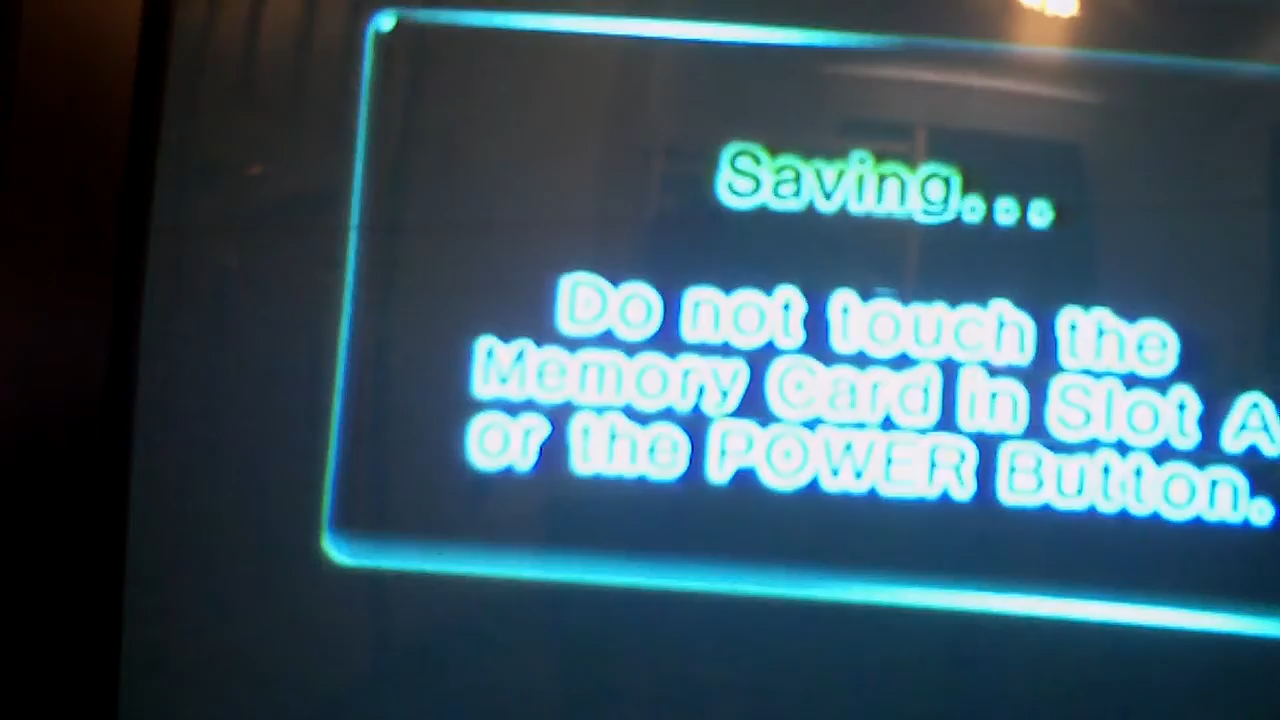 Saving...
Do not touch the
Memory Card in Slot A
or the POWER Button.